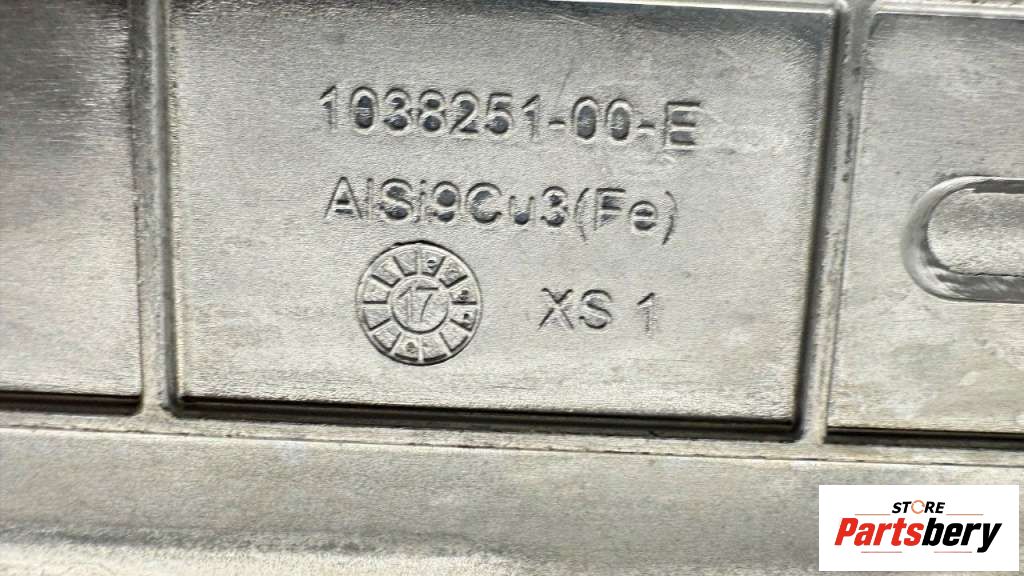 1038251-00-E
AlSi9Cu3(Fe)
17
XS 1
STORE
Partsbery